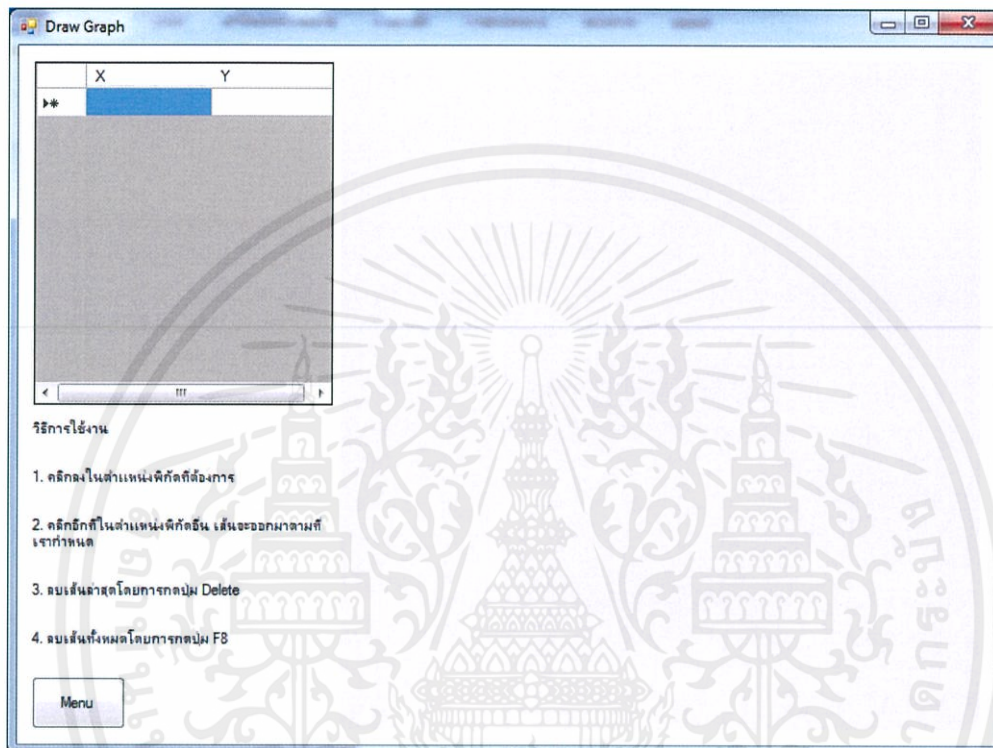 Draw Graph
X Y
วิธีการใช้งาน
1. คลิกลงในตำแหน่งพิกัดที่ต้องการ
2. คลิกอีกทีในตำแหน่งพิกัดอื่น เส้นจะออกมาตามที่
เรากำหนด
3. ลบเส้นล่าสุดโดยการกดปุ่ม Delete
4. ลบเส้นทั้งหมดโดยการกดปุ่ม F8
Menu